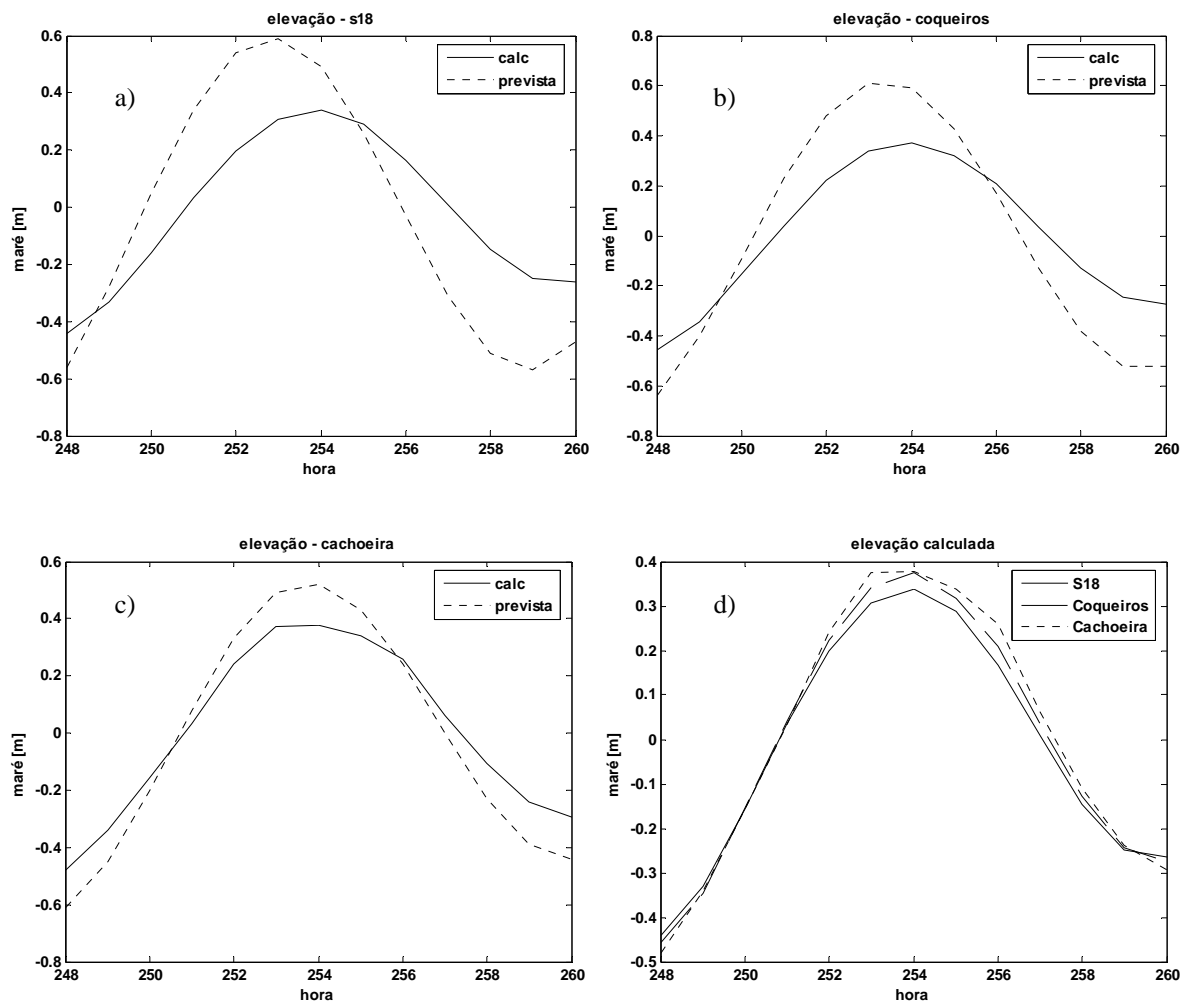 elevação - s18
0.6
0.4
0.2
0
-0.2
-0.4
-0.6
-0.8
maré [m]
a)
calc
prevista
248 250 252 254 256 258 260
hora
elevação - coqueiros
0.8
0.6
0.4
0.2
0
-0.2
-0.4
-0.6
-0.8
maré [m]
b)
calc
prevista
248 250 252 254 256 258 260
hora
elevação - cachoeira
0.6
0.4
0.2
0
-0.2
-0.4
-0.6
-0.8
maré [m]
c)
calc
prevista
248 250 252 254 256 258 260
hora
elevação calculada
0.4
0.3
0.2
0.1
0
-0.1
-0.2
-0.3
-0.4
-0.5
maré [m]
d)
S18
Coqueiros
Cachoeira
248 250 252 254 256 258 260
hora